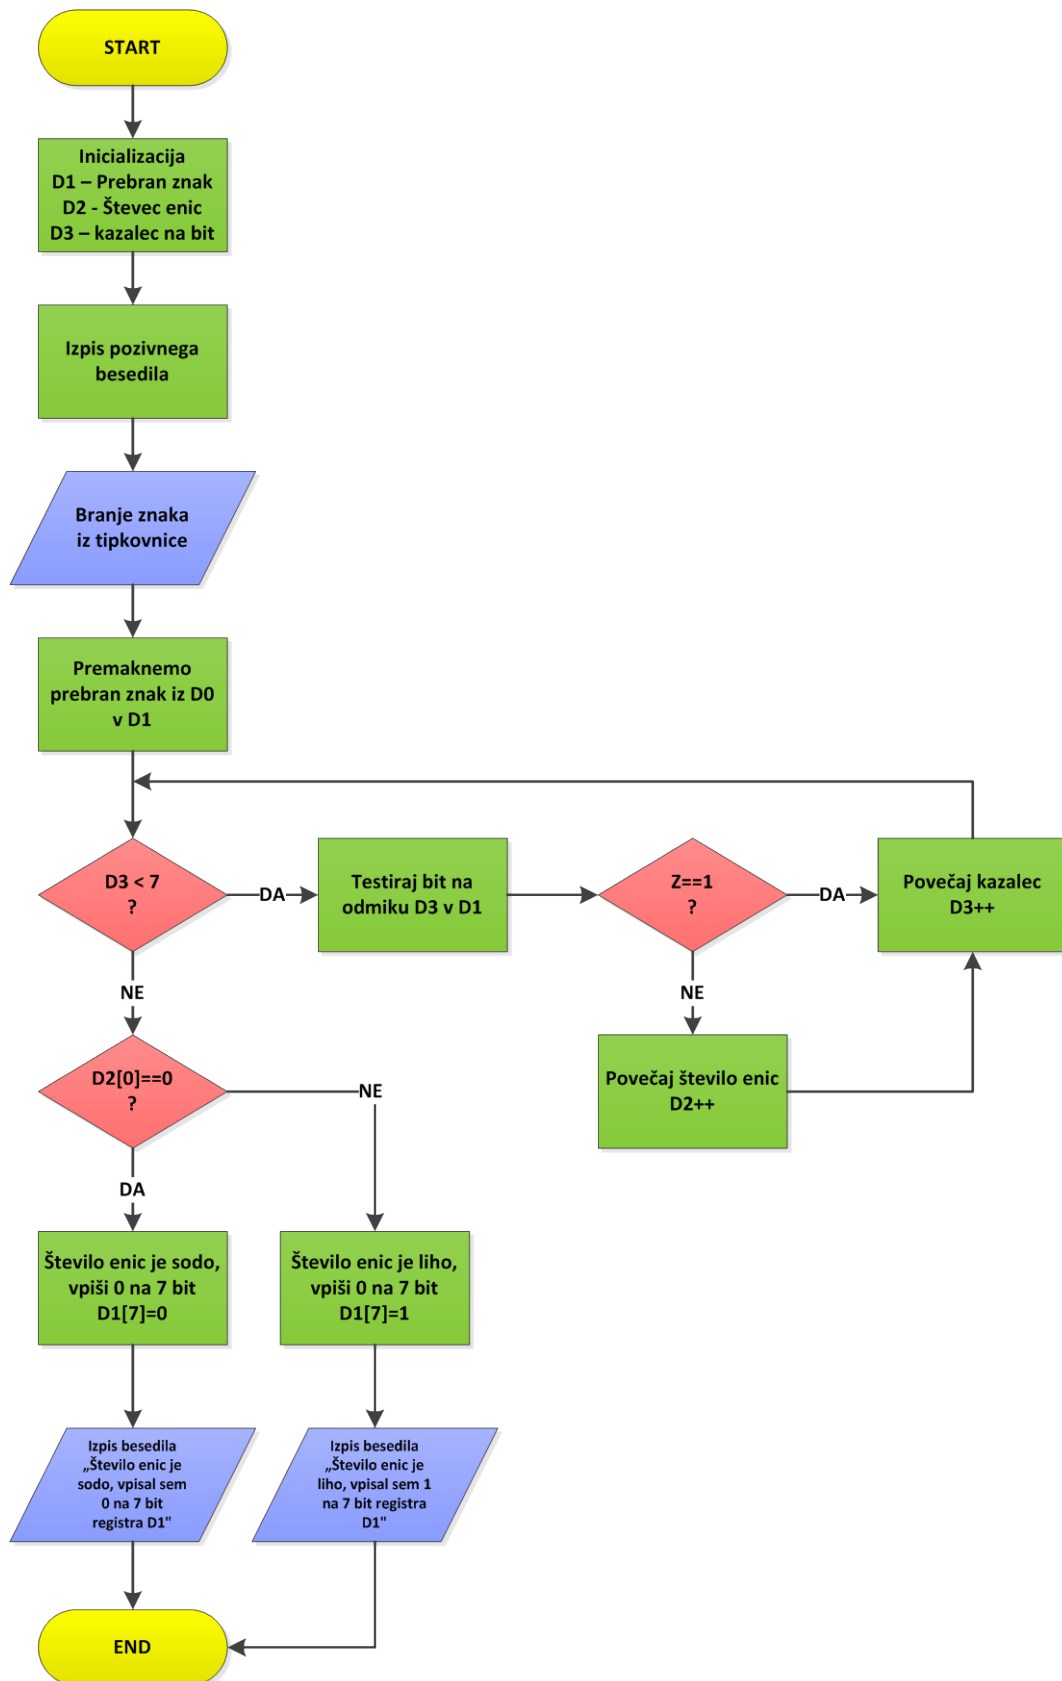 START
Inicializacija
D1 – Prebran znak
D2 - Števec enic
D3 – kazalec na bit
Izpis pozivnega
besedila
Branje znaka
iz tipkovnice
Premaknemo
prebran znak iz D0
v D1
D3 < 7
?
DA
Testiraj bit na
odmiku D3 v D1
Z==1
?
DA
Povečaj kazalec
D3++
NE
NE
Povečaj število enic
D2++
D2[0]==0
?
NE
DA
Število enic je sodo,
vpiši 0 na 7 bit
D1[7]=0
Število enic je liho,
vpiši 0 na 7 bit
D1[7]=1
Izpis besedila
„Število enic je
sodo, vpisal sem
0 na 7 bit
registra D1"
Izpis besedila
„Število enic je
liho, vpisal sem 1
na 7 bit registra
D1"
END